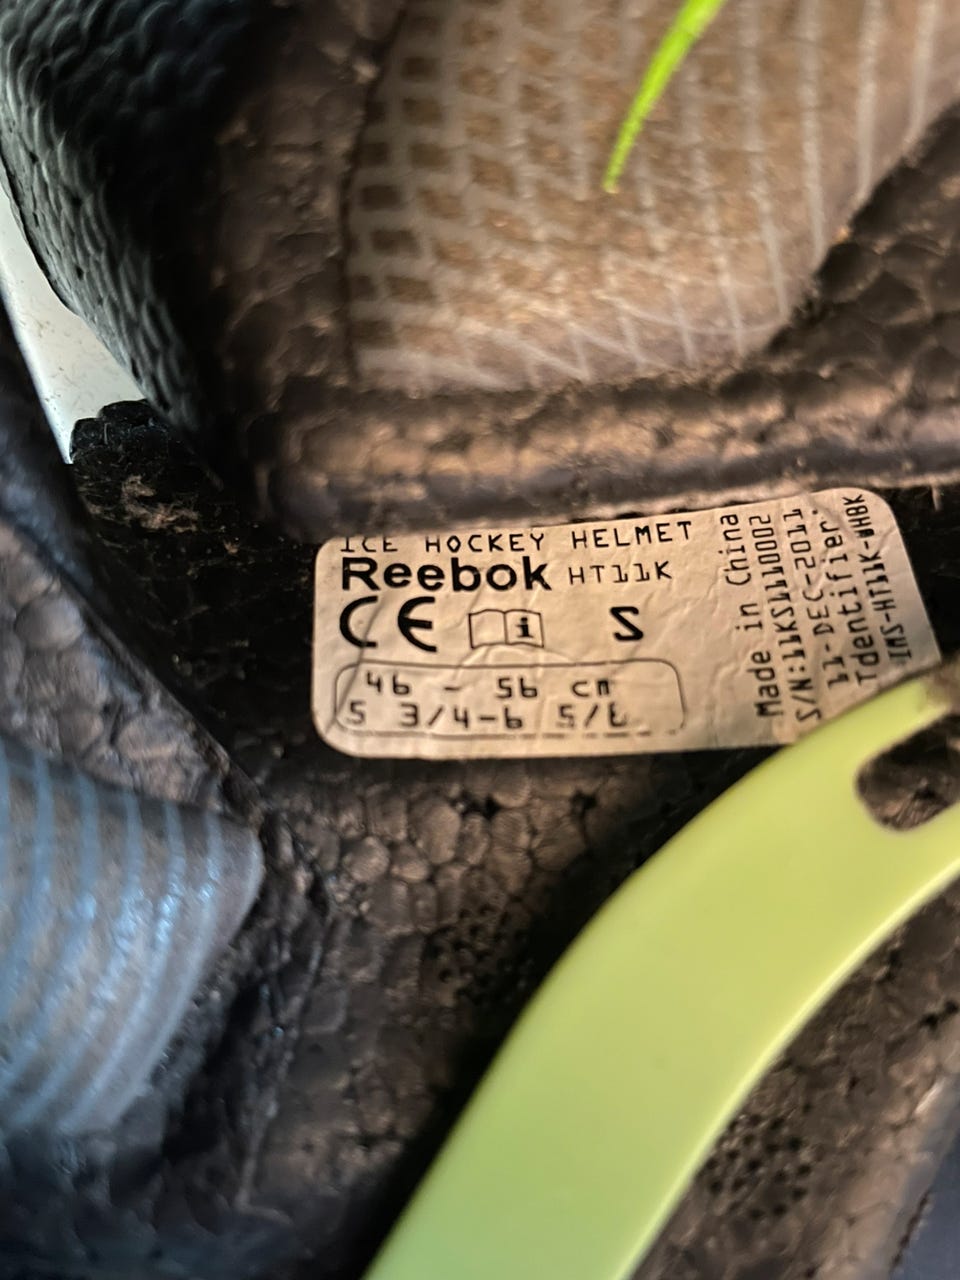 ICE HOCKEY HELMET
Reebok HT11K
CE i S
46 - 56 cm
5 3/4-6 5/8
Made in China
S/N:11KS1110002
11-DEC-2011
Identifier:
IMS-HT11K-WHBK